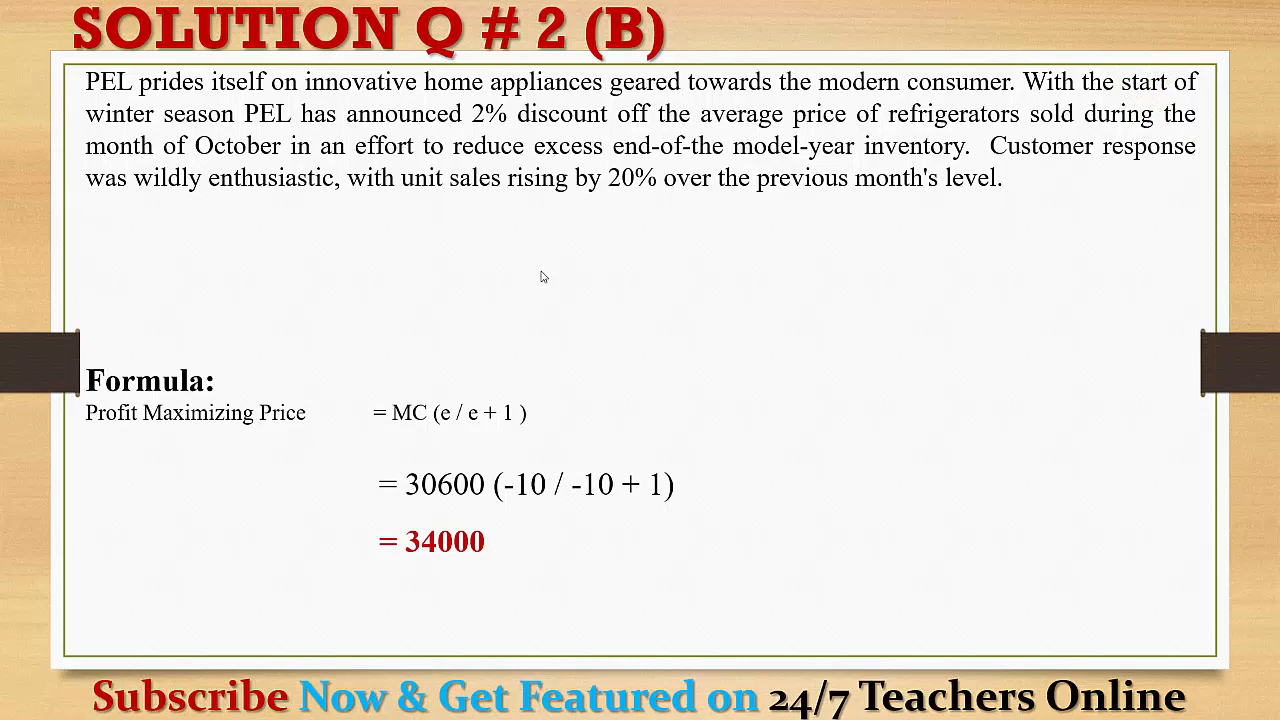 SOLUTION Q # 2 (B)
PEL prides itself on innovative home appliances geared towards the modern consumer. With the start of
winter season PEL has announced 2% discount off the average price of refrigerators sold during the
month of October in an effort to reduce excess end-of-the model-year inventory. Customer response
was wildly enthusiastic, with unit sales rising by 20% over the previous month's level.
Formula:
Profit Maximizing Price = MC (e / e + 1 )
= 30600 (-10 / -10 + 1)
= 34000
Subscribe Now & Get Featured on 24/7 Teachers Online